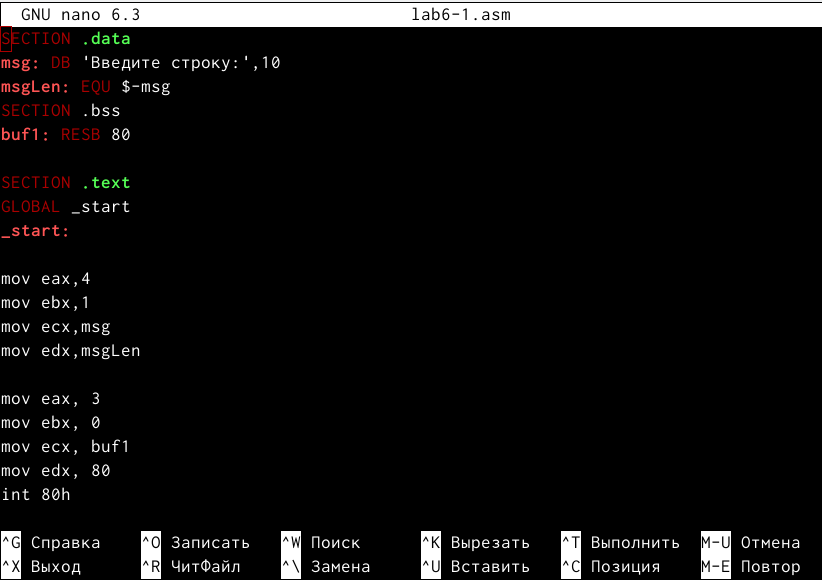 GNU nano 6.3 lab6-1.asm
SECTION .data
msg: DB 'Введите строку:',10
msgLen: EQU $-msg
SECTION .bss
buf1: RESB 80
SECTION .text
GLOBAL _start
_start:
mov eax,4
mov ebx,1
mov ecx,msg
mov edx,msgLen
mov eax, 3
mov ebx, 0
mov ecx, buf1
mov edx, 80
int 80h
^G Справка ^O Записать ^W Поиск ^K Вырезать ^T Выполнить M-U Отмена
^X Выход ^R ЧитФайл ^\ Замена ^U Вставить ^C Позиция M-E Повтор